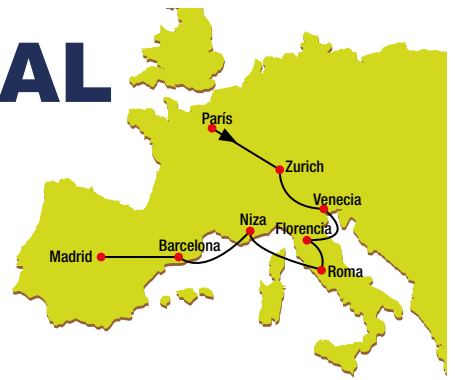 AL
París
Zurich
Venecia
Niza
Florencia
Barcelona
Madrid
Roma